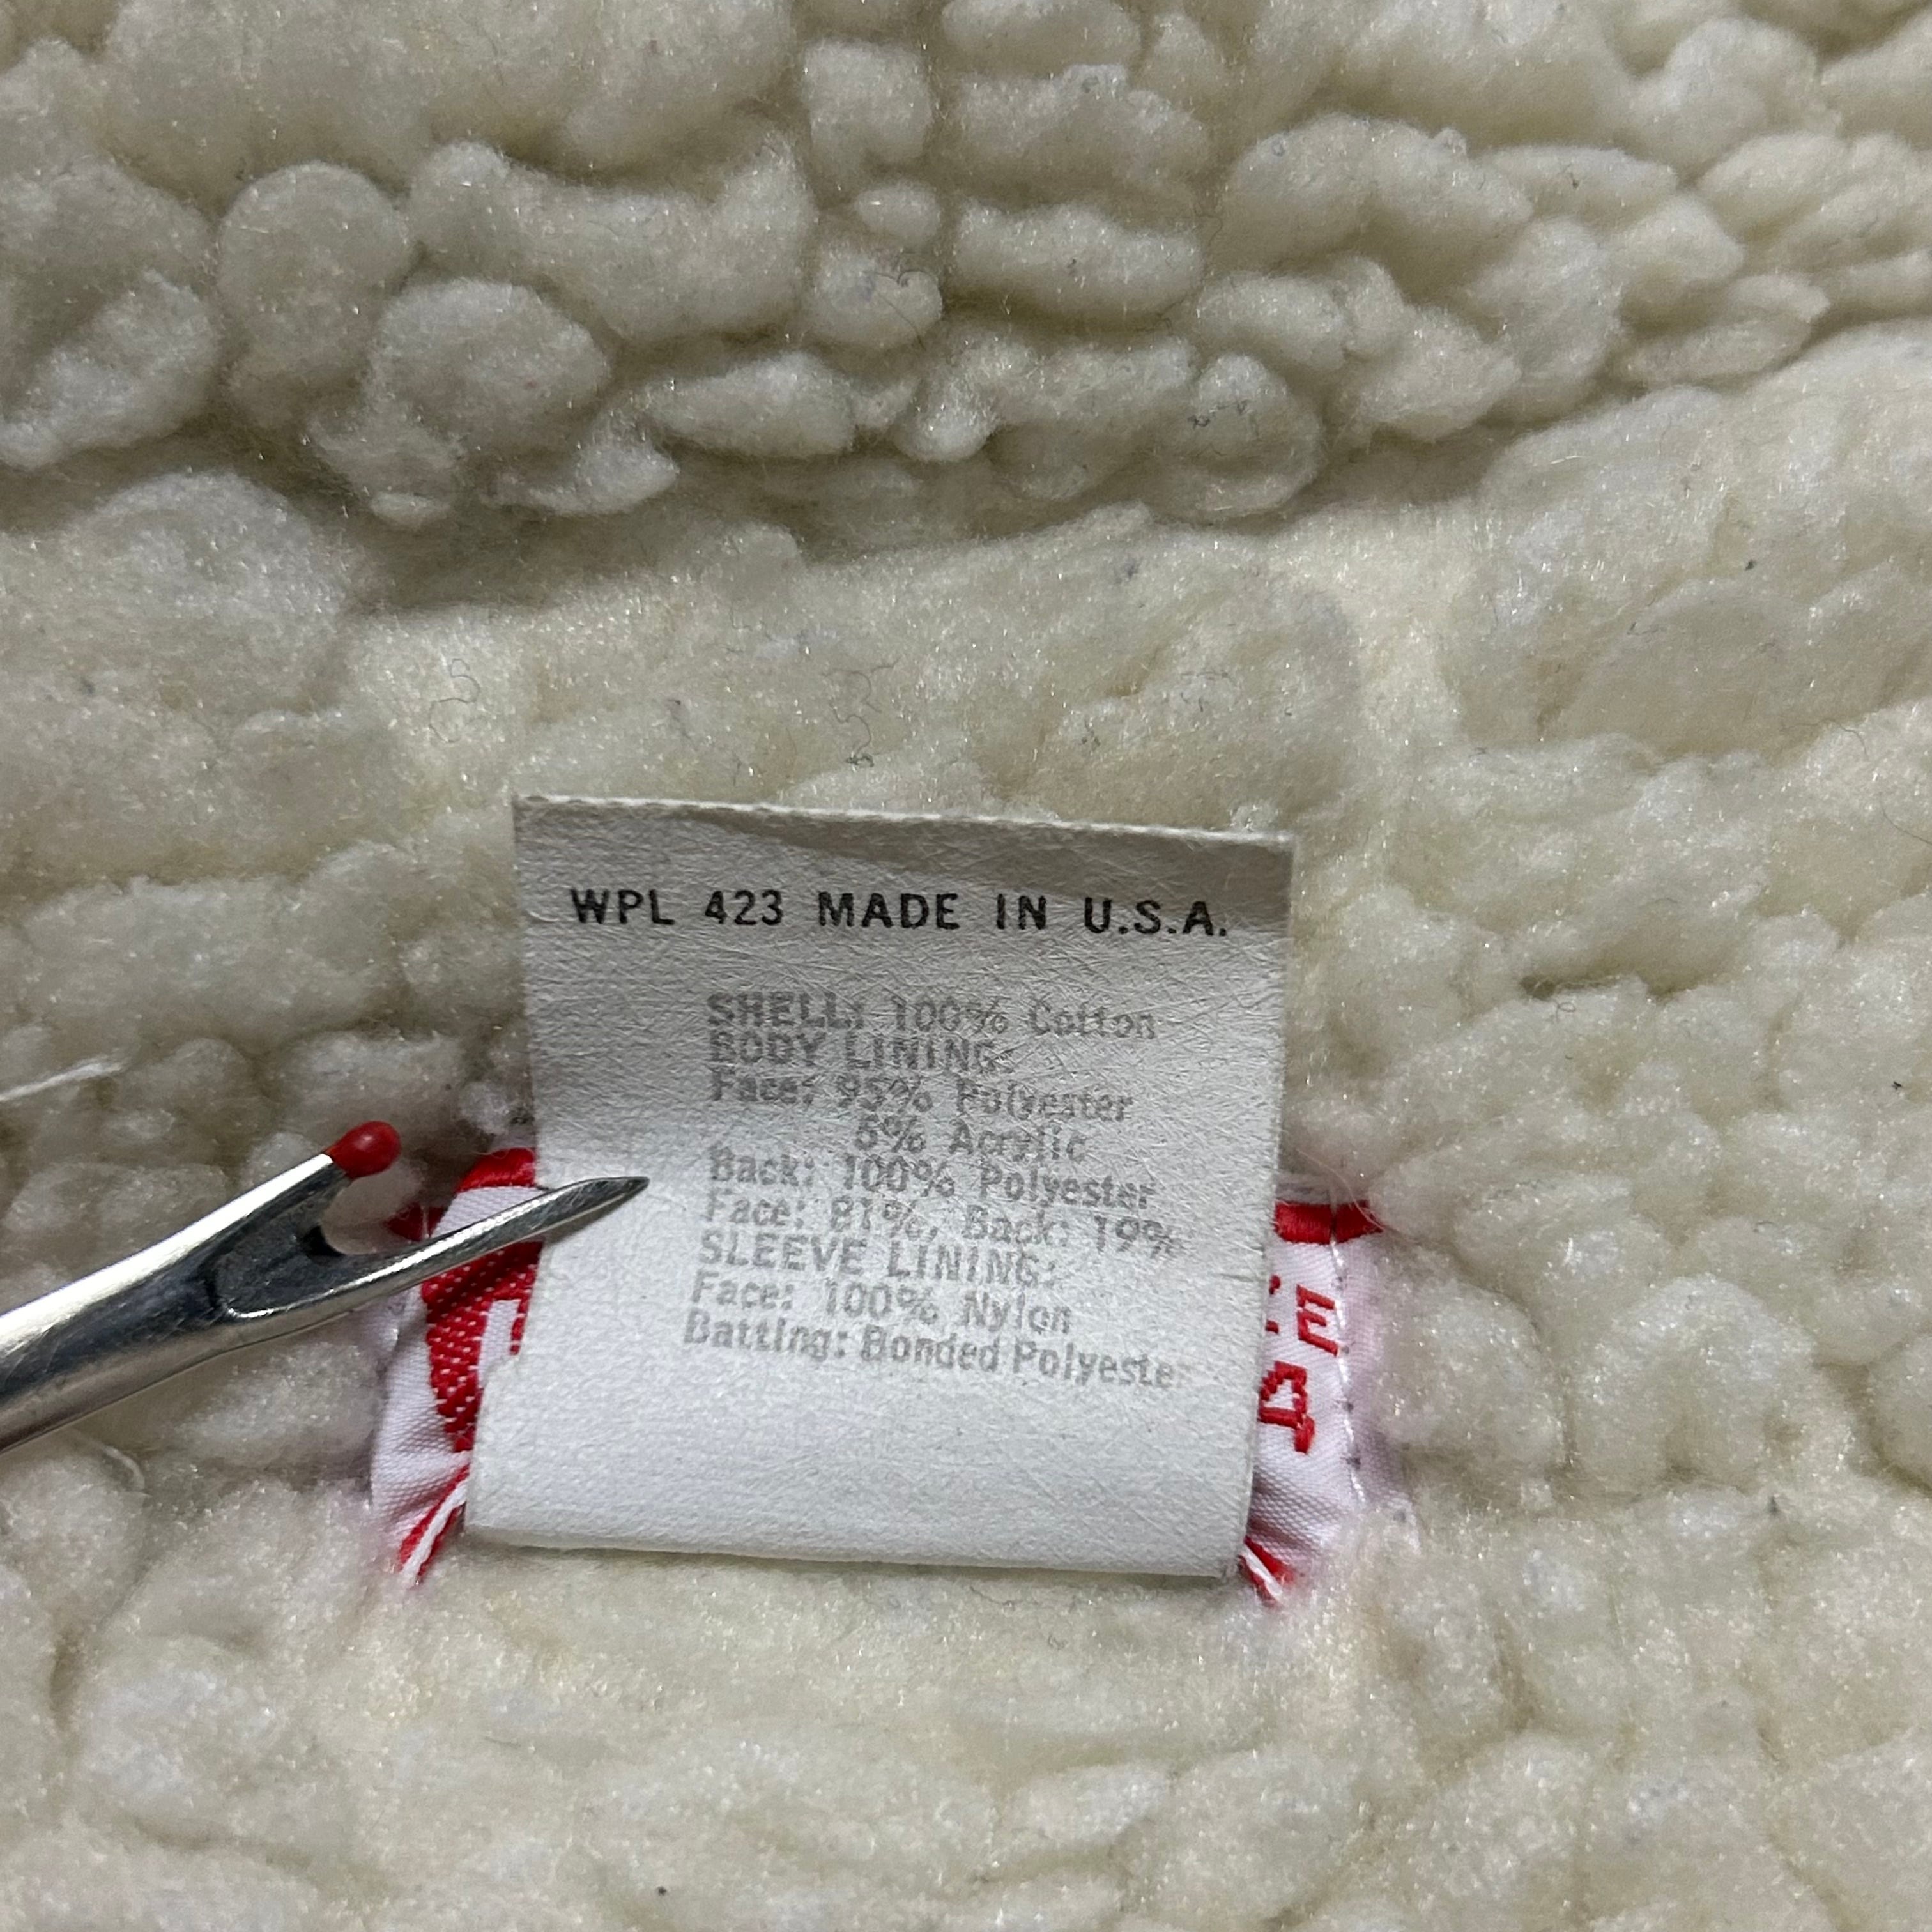 WPL 423 MADE IN U.S.A.
SHELL: 100% Cotton
BODY LINING:
Face: 95% Polyester
5% Acrylic
Back: 100% Polyester
Face: 81%, Back: 19%
SLEEVE LINING:
Face: 100% Nylon
Batting: Bonded Polyester